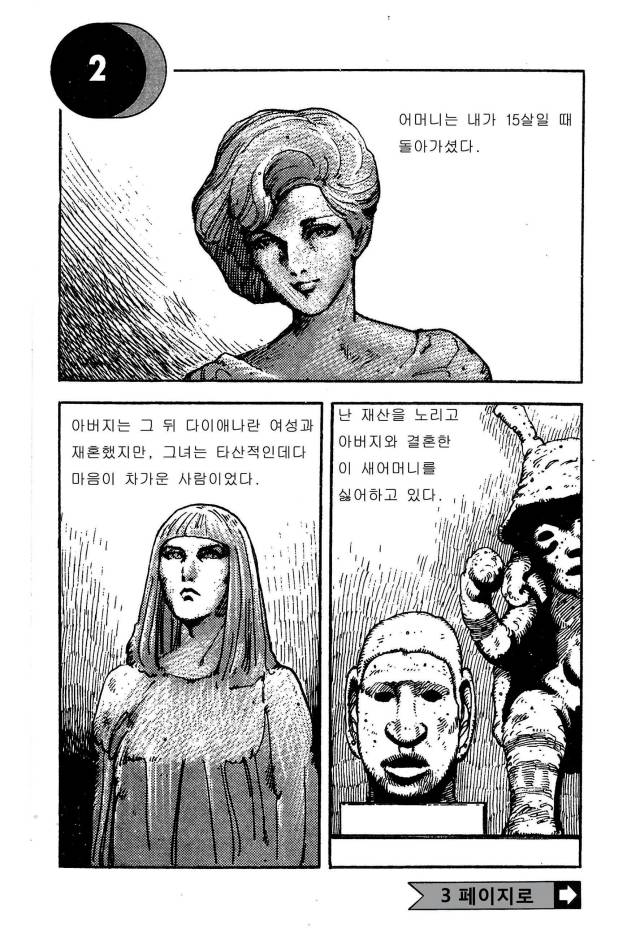 2
어머니는 내가 15살일 때
돌아가셨다.
아버지는 그 뒤 다이애나란 여성과
재혼했지만, 그녀는 타산적인데다
마음이 차가운 사람이었다.
난 재산을 노리고
아버지와 결혼한
이 새어머니를
싫어하고 있다.
3 페이지로